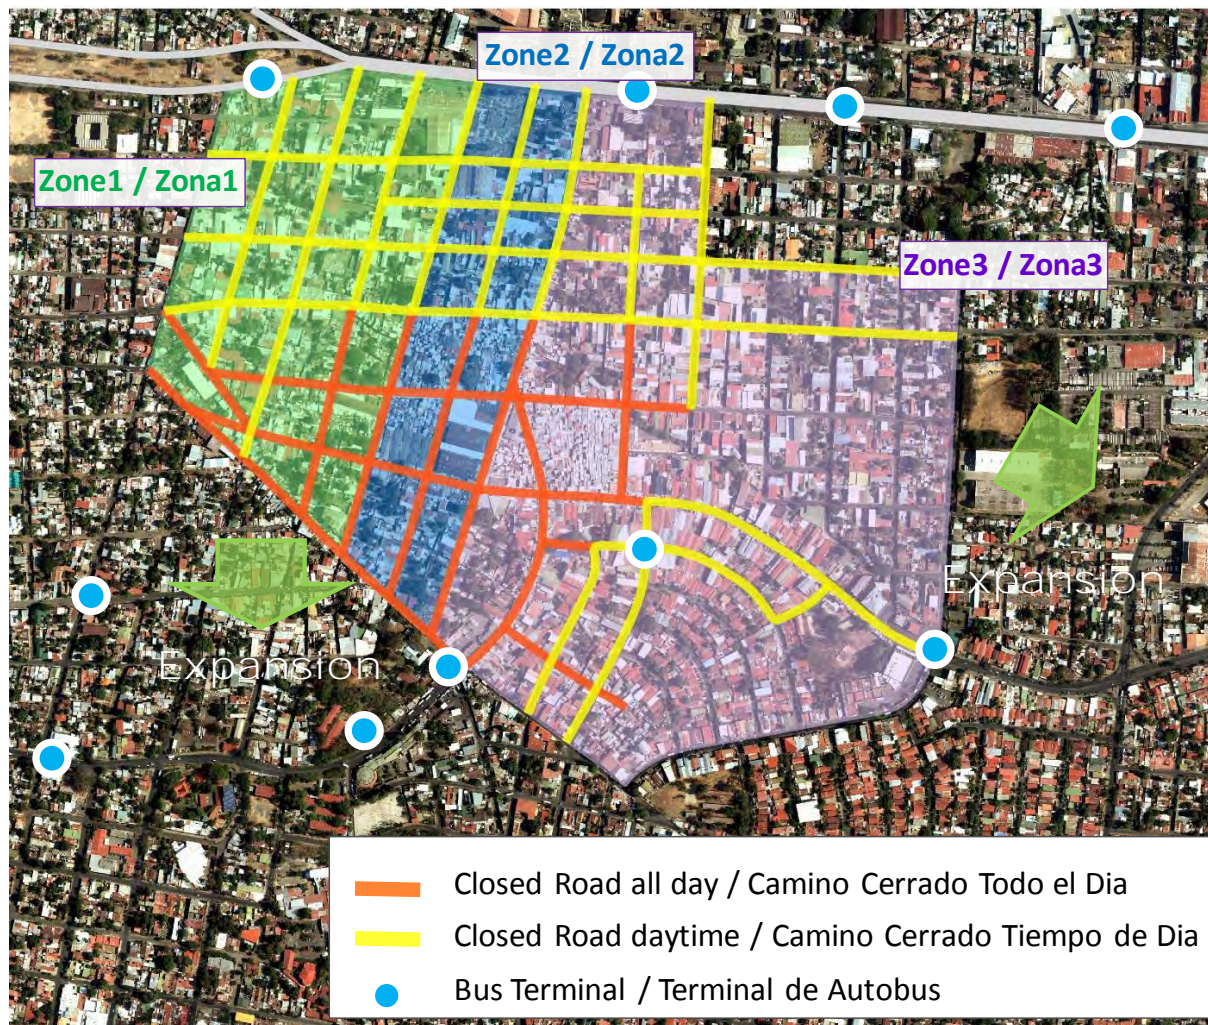 Zone2 / Zona2
Zone1 / Zona1
Zone3 / Zona3
Expansion
Expansion
Closed Road all day / Camino Cerrado Todo el Dia
Closed Road daytime / Camino Cerrado Tiempo de Dia
Bus Terminal / Terminal de Autobus